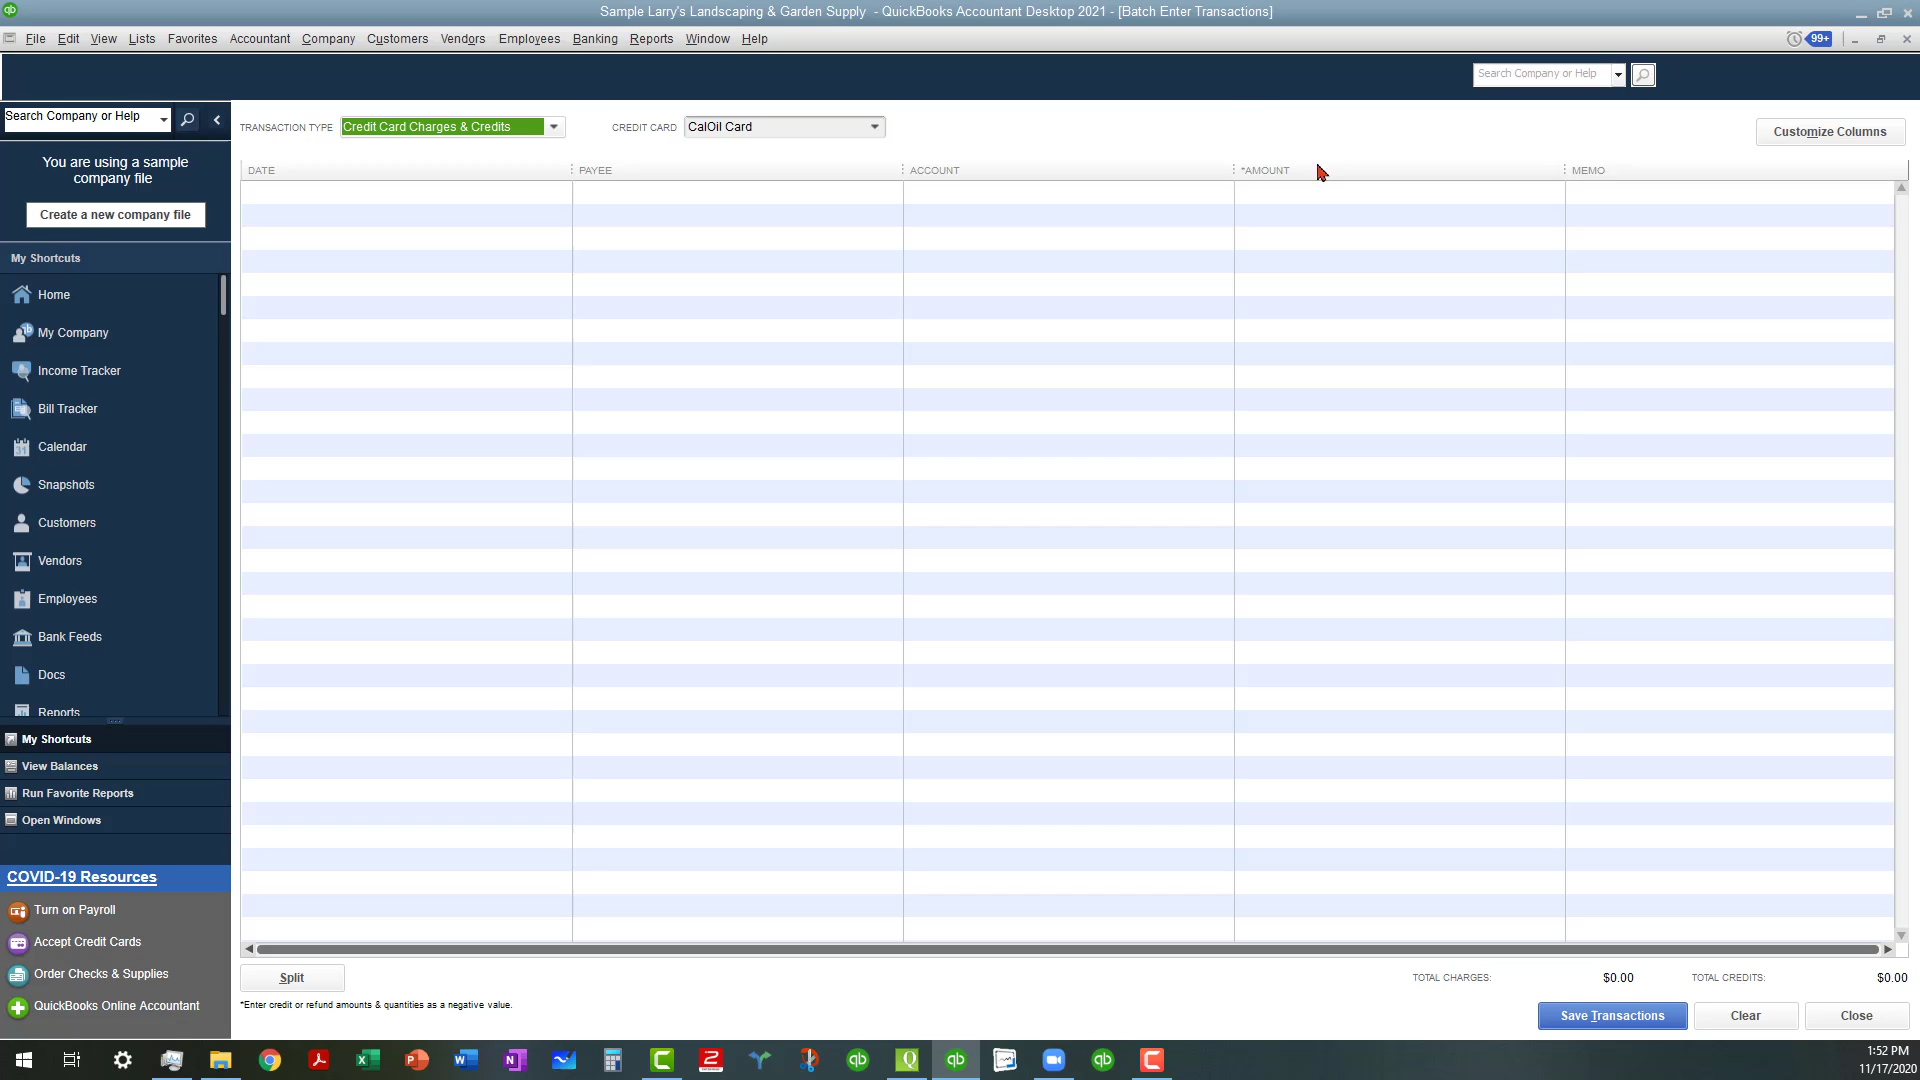 Sample Larry's Landscaping & Garden Supply - QuickBooks Accountant Desktop 2021 - [Batch Enter Transactions]
File Edit View Lists Favorites Accountant Company Customers Vendors Employees Banking Reports Window Help
99+
Search Company or Help
Search Company or Help
TRANSACTION TYPE Credit Card Charges & Credits CREDIT CARD CalOil Card
Customize Columns
You are using a sample
company file
Create a new company file
DATE PAYEE ACCOUNT *AMOUNT MEMO
My Shortcuts
Home
My Company
Income Tracker
Bill Tracker
Calendar
Snapshots
Customers
Vendors
Employees
Bank Feeds
Docs
Reports
My Shortcuts
View Balances
Run Favorite Reports
Open Windows
COVID-19 Resources
Turn on Payroll
Accept Credit Cards
Order Checks & Supplies
QuickBooks Online Accountant
Split
TOTAL CHARGES: $0.00 TOTAL CREDITS: $0.00
*Enter credit or refund amounts & quantities as a negative value.
Save Transactions Clear Close
1:52 PM
11/17/2020